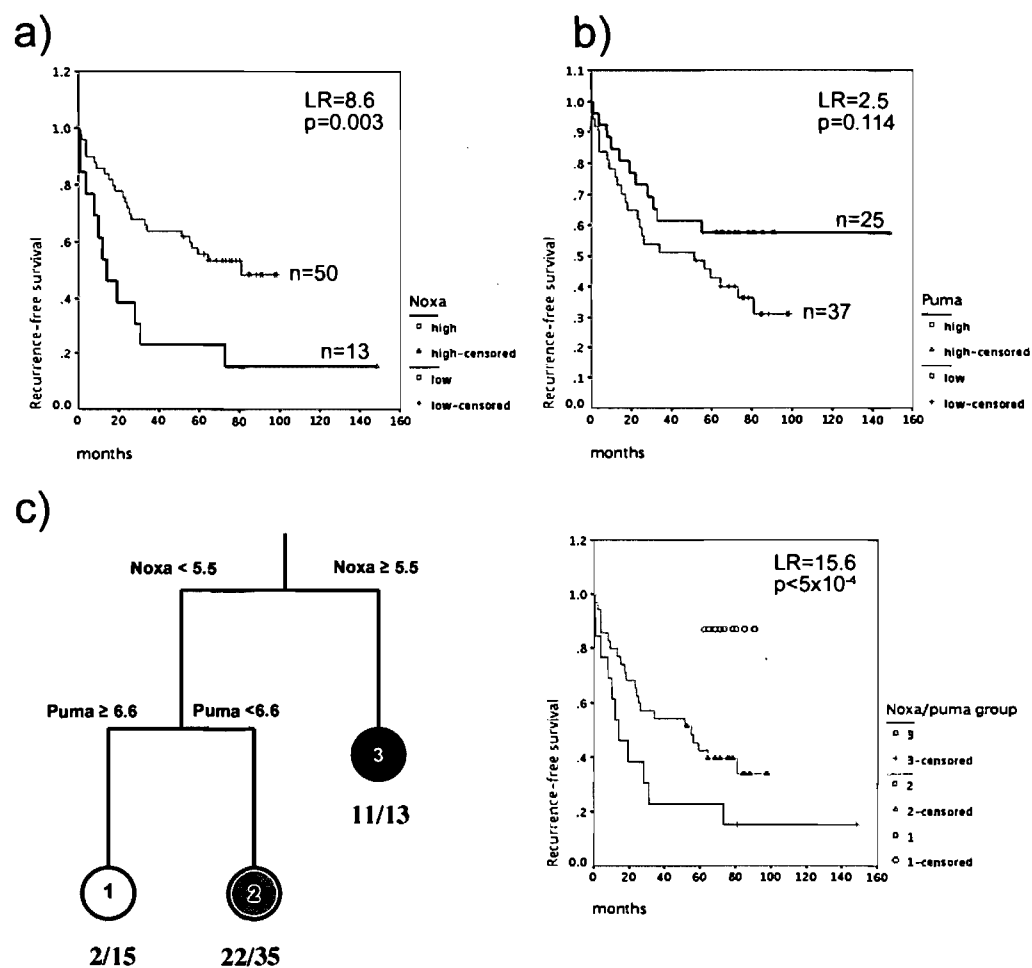 a)
1.2
1.0
.8
.6
.4
.2
0.0
0 20 40 60 80 100 120 140 160
Recurrence-free survival
months
LR=8.6
p=0.003
n=50
n=13
Noxa
high
high-censored
low
low-censored
b)
1.1
1.0
.9
.8
.7
.6
.5
.4
.3
.2
.1
0.0
0 20 40 60 80 100 120 140 160
Recurrence-free survival
months
LR=2.5
p=0.114
n=25
n=37
Puma
high
high-censored
low
low-censored
c)
Noxa < 5.5
Noxa ≥ 5.5
Puma ≥ 6.6
Puma <6.6
3
11/13
1
2
2/15
22/35
1.2
1.0
.8
.6
.4
.2
0.0
0 20 40 60 80 100 120 140 160
Recurrence-free survival
months
LR=15.6
p<5x10⁻⁴
Noxa/puma group
3
3-censored
2
2-censored
1
1-censored